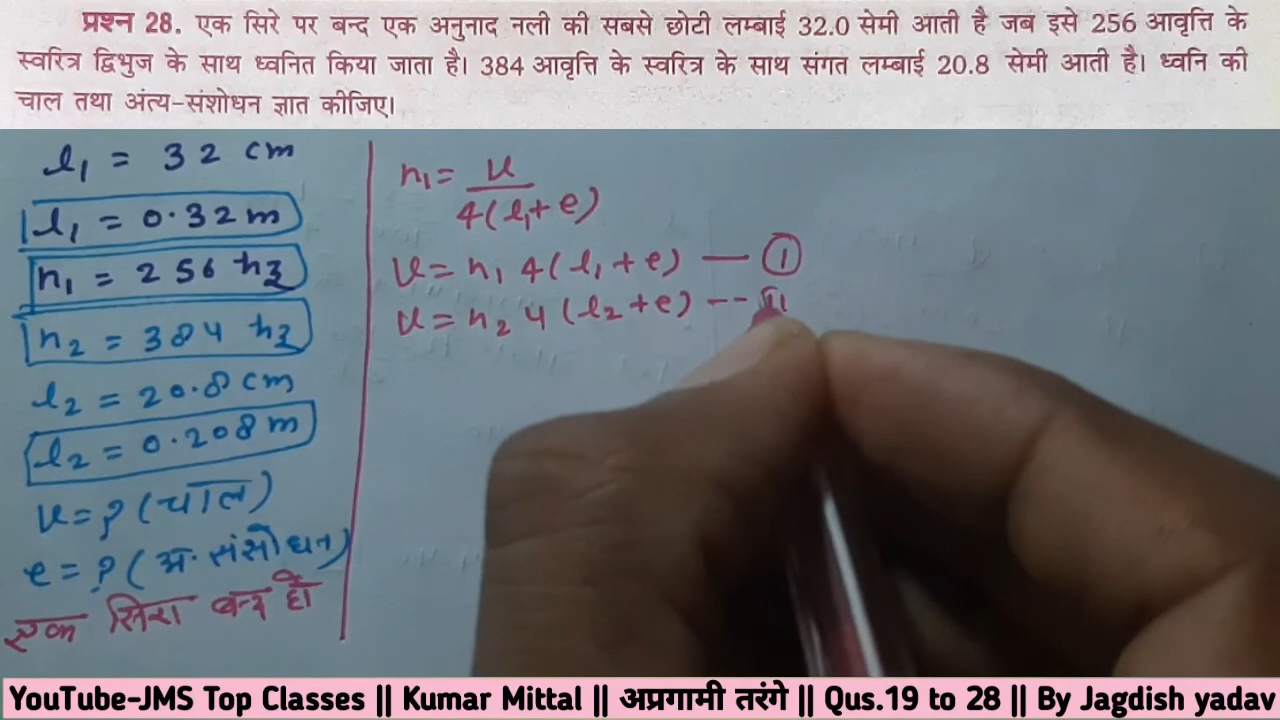 प्रश्न 28. एक सिरे पर बन्द एक अनुनाद नली की सबसे छोटी लम्बाई 32.0 सेमी आती है जब इसे 256 आवृत्ति के
स्वरित्र द्विभुज के साथ ध्वनित किया जाता है। 384 आवृत्ति के स्वरित्र के साथ संगत लम्बाई 20.8 सेमी आती है। ध्वनि की
चाल तथा अंत्य-संशोधन ज्ञात कीजिए।
l₁ = 32 cm
l₁ = 0.32 m
n₁ = 256 hz
n₂ = 384 hz
l₂ = 20.8 cm
l₂ = 0.208 m
v = ? (चाल)
e = ? (अ. संसोधन)
एक सिरा बन्द हो
n₁ = v / 4(l₁+e)
v = n₁ 4(l₁+e) — ①
v = n₂ 4(l₂+e) -- II
YouTube-JMS Top Classes || Kumar Mittal || अप्रगामी तरंगे || Qus.19 to 28 || By Jagdish yadav